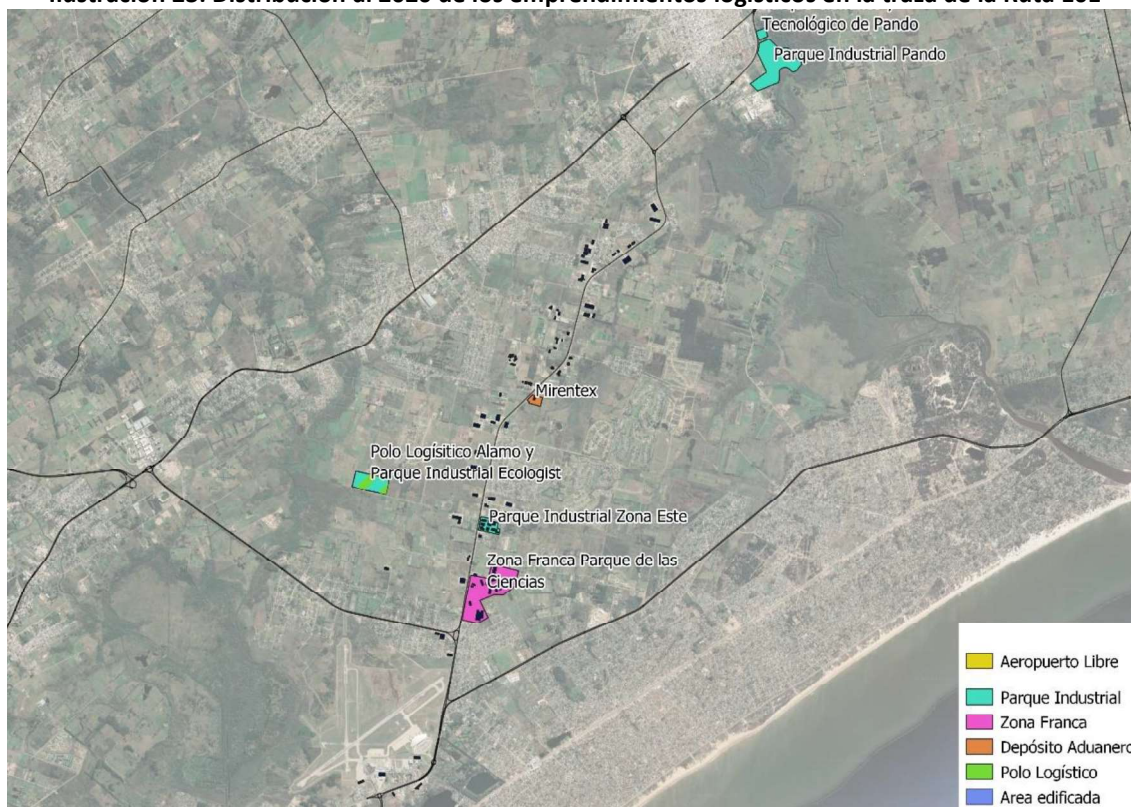 Tecnológico de Pando
Parque Industrial Pando
Mirentex
Polo Logísitico Alamo y
Parque Industrial Ecologist
Parque Industrial Zona Este
Zona Franca Parque de las
Ciencias
Aeropuerto Libre
Parque Industrial
Zona Franca
Depósito Aduanero
Polo Logístico
Area edificada